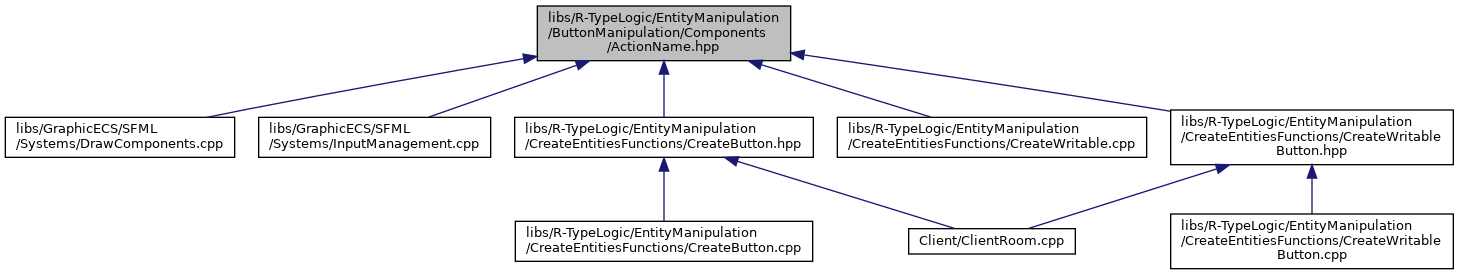 libs/R-TypeLogic/EntityManipulation
/ButtonManipulation/Components
/ActionName.hpp
libs/GraphicECS/SFML
/Systems/DrawComponents.cpp
libs/GraphicECS/SFML
/Systems/InputManagement.cpp
libs/R-TypeLogic/EntityManipulation
/CreateEntitiesFunctions/CreateButton.hpp
libs/R-TypeLogic/EntityManipulation
/CreateEntitiesFunctions/CreateWritable.cpp
libs/R-TypeLogic/EntityManipulation
/CreateEntitiesFunctions/CreateWritable
Button.hpp
libs/R-TypeLogic/EntityManipulation
/CreateEntitiesFunctions/CreateButton.cpp
Client/ClientRoom.cpp
libs/R-TypeLogic/EntityManipulation
/CreateEntitiesFunctions/CreateWritable
Button.cpp